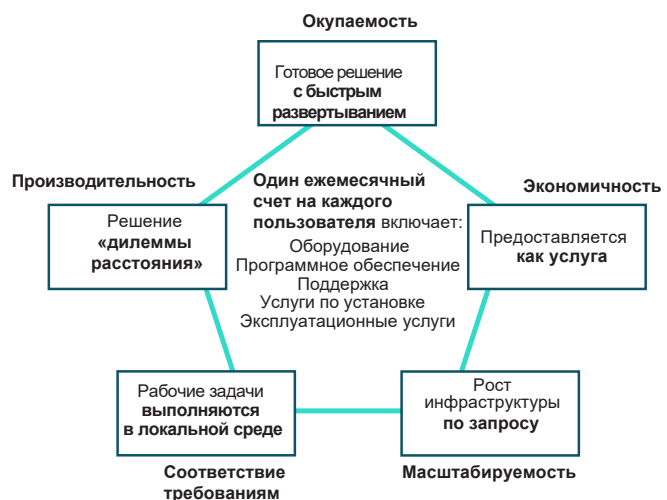 Окупаемость
Готовое решение
с быстрым
развертыванием
Производительность
Решение
«дилеммы
расстояния»
Один ежемесячный
счет на каждого
пользователя включает:
Оборудование
Программное обеспечение
Поддержка
Услуги по установке
Эксплуатационные услуги
Экономичность
Предоставляется
как услуга
Рабочие задачи
выполняются
в локальной среде
Соответствие
требованиям
Рост
инфраструктуры
по запросу
Масштабируемость